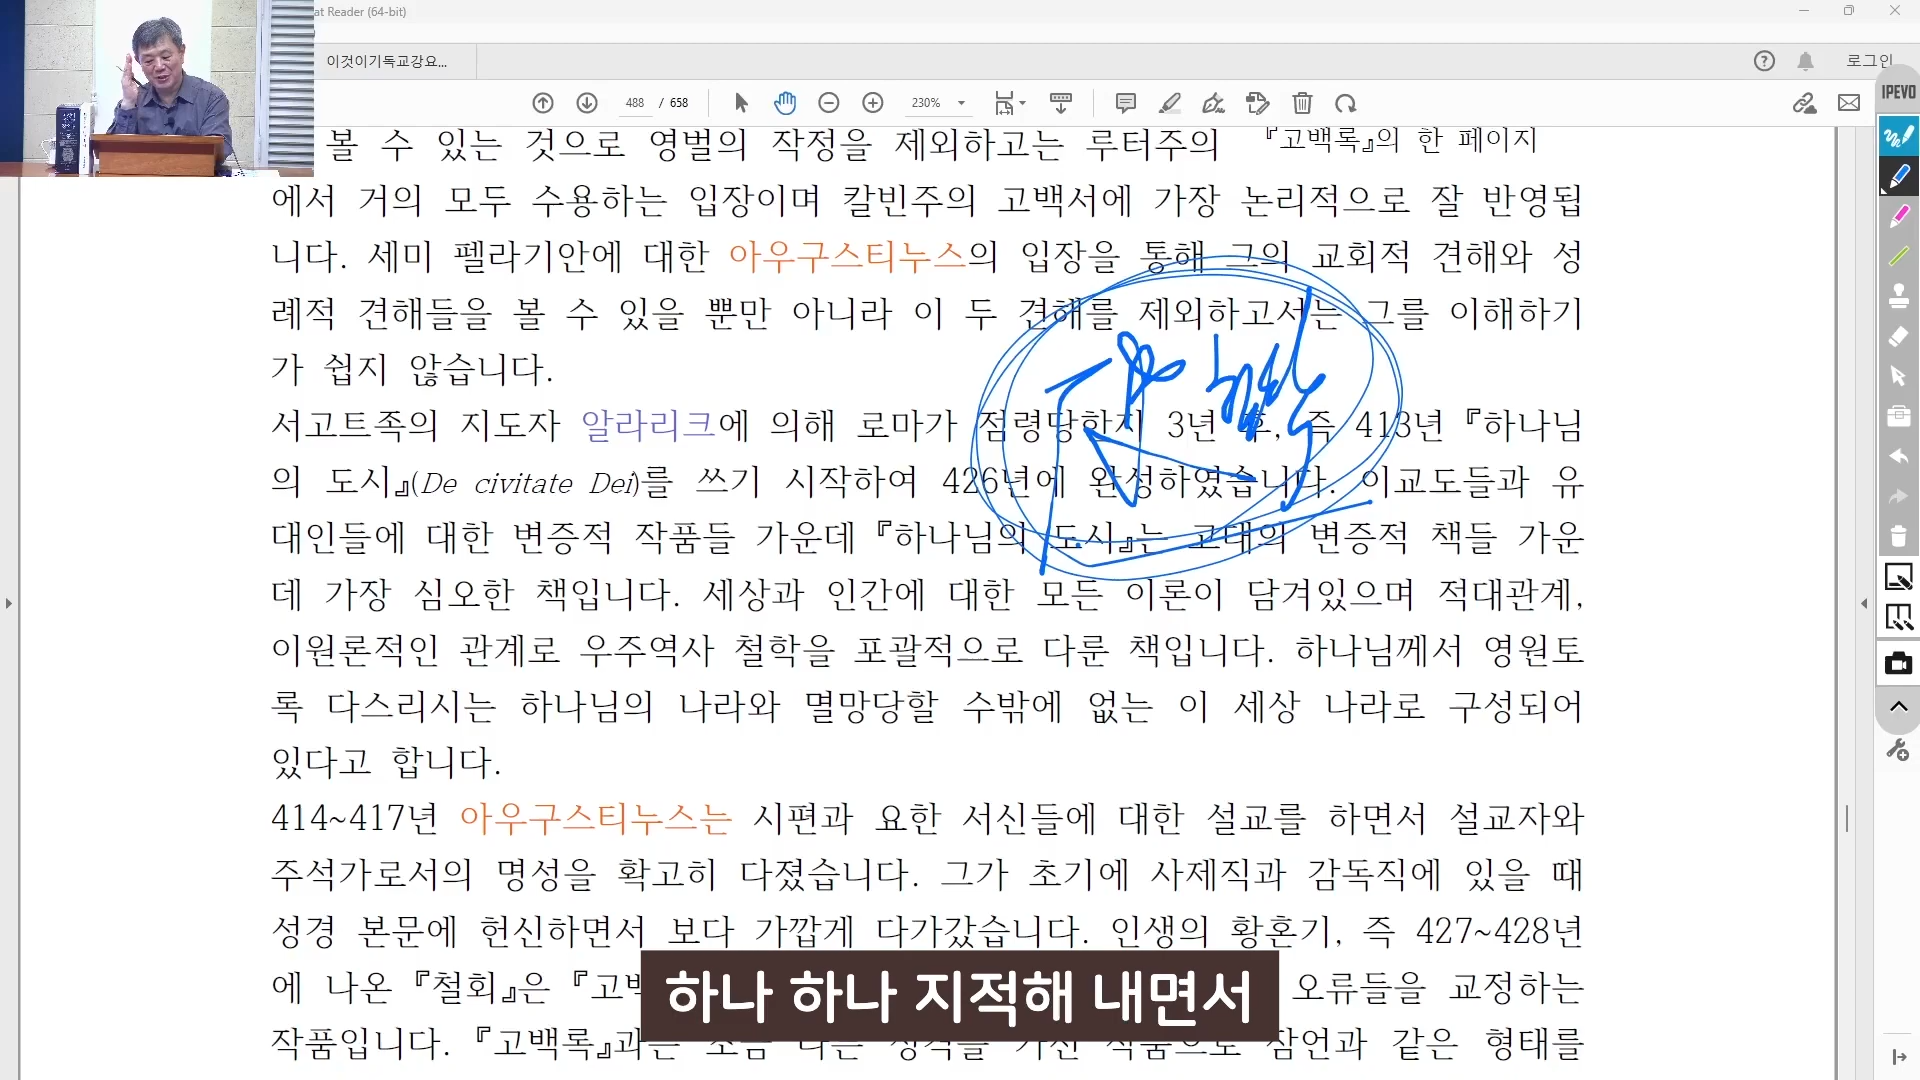 at Reader (64-bit)
이것이기독교강요...
로그인
488 / 658
230%
IPEVO
볼 수 있는 것으로 영벌의 작정을 제외하고는 루터주의
『고백록』의 한 페이지
에서 거의 모두 수용하는 입장이며 칼빈주의 고백서에 가장 논리적으로 잘 반영됩
니다. 세미 펠라기안에 대한 아우구스티누스의 입장을 통해 그의 교회적 견해와 성
례적 견해들을 볼 수 있을 뿐만 아니라 이 두 견해를 제외하고서는 그를 이해하기
가 쉽지 않습니다.
서고트족의 지도자 알라리크에 의해 로마가 점령당한지 3년 후, 즉 413년 『하나님
의 도시』(De civitate Dei)를 쓰기 시작하여 426년에 완성하였습니다. 이교도들과 유
대인들에 대한 변증적 작품들 가운데 『하나님의 도시』는 고대의 변증적 책들 가운
데 가장 심오한 책입니다. 세상과 인간에 대한 모든 이론이 담겨있으며 적대관계,
이원론적인 관계로 우주역사 철학을 포괄적으로 다룬 책입니다. 하나님께서 영원토
록 다스리시는 하나님의 나라와 멸망당할 수밖에 없는 이 세상 나라로 구성되어
있다고 합니다.
414~417년 아우구스티누스는 시편과 요한 서신들에 대한 설교를 하면서 설교자와
주석가로서의 명성을 확고히 다졌습니다. 그가 초기에 사제직과 감독직에 있을 때
성경 본문에 헌신하면서 보다 가깝게 다가갔습니다. 인생의 황혼기, 즉 427~428년
에 나온 『철회』은 『고백 오류들을 교정하는
하나 하나 지적해 내면서
작품입니다. 『고백록』과는 조금 다른 성격을 가진 작품으로 잠언과 같은 형태를